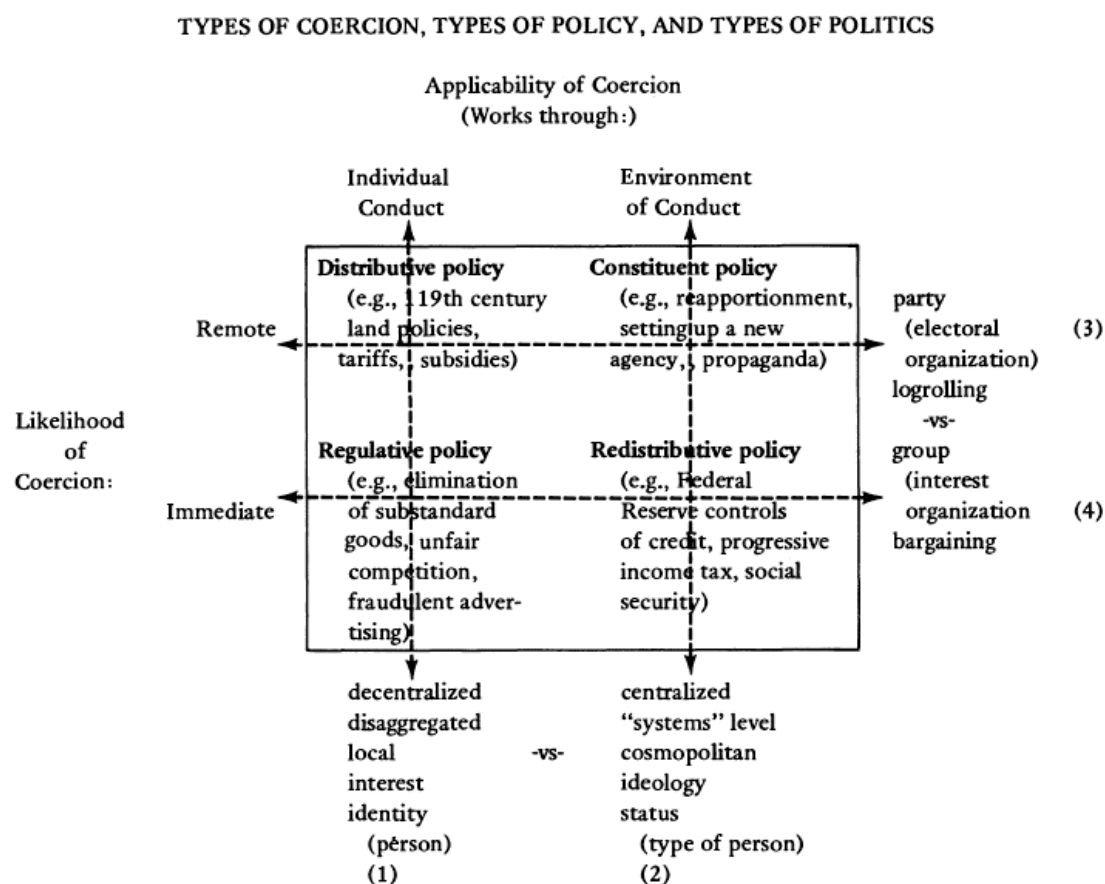 TYPES OF COERCION, TYPES OF POLICY, AND TYPES OF POLITICS
Applicability of Coercion
(Works through:)
Individual
Conduct
Environment
of Conduct
Likelihood
of
Coercion:
Remote
Immediate
Distributive policy
(e.g., 119th century
land policies,
tariffs, subsidies)
Constituent policy
(e.g., reapportionment,
setting up a new
agency, propaganda)
Regulative policy
(e.g., elimination
of substandard
goods, unfair
competition,
fraudulent adver-
tising)
Redistributive policy
(e.g., Federal
Reserve controls
of credit, progressive
income tax, social
security)
party
(electoral
organization)
(3)
logrolling
-vs-
group
(interest
organization
(4)
bargaining
decentralized
disaggregated
local
interest
identity
(person)
(1)
-vs-
centralized
“systems” level
cosmopolitan
ideology
status
(type of person)
(2)